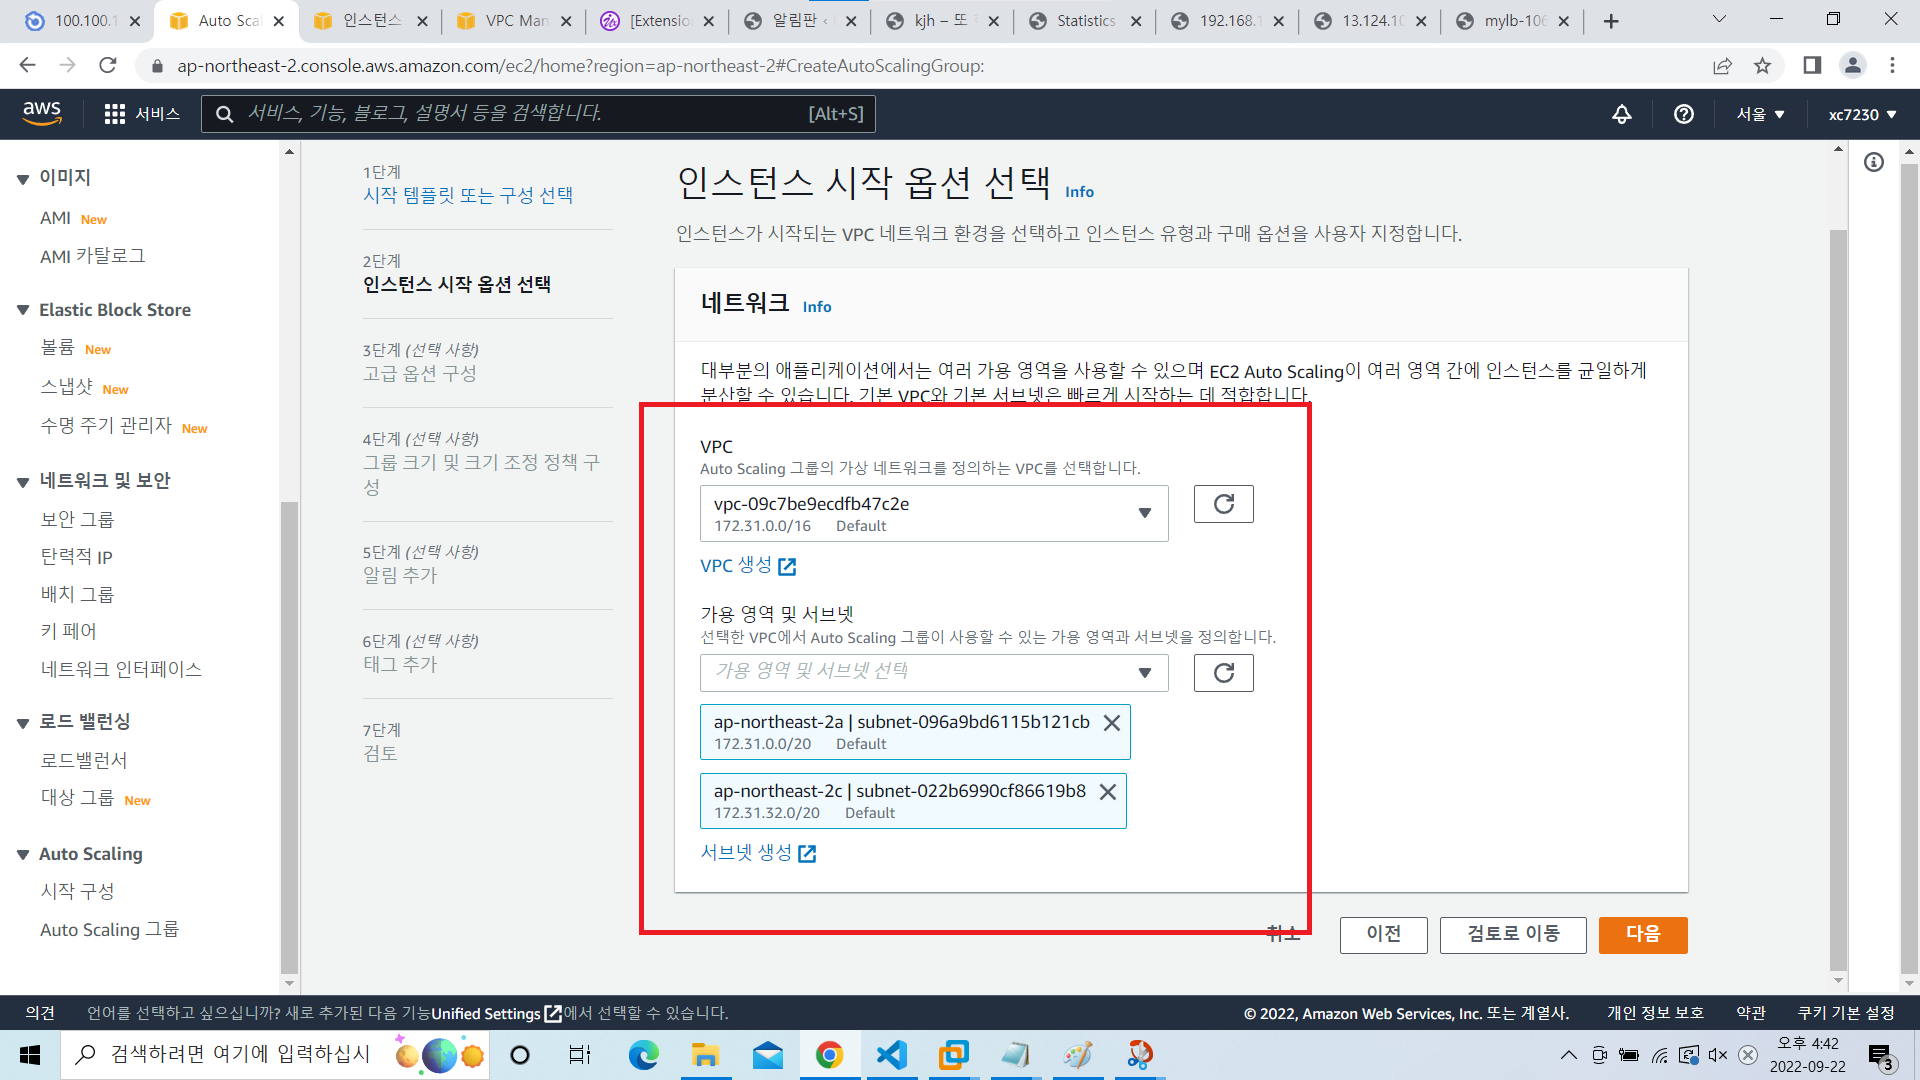 100.100.1
Auto Scal
인스턴스
VPC Man
[Extensio
알림판 ‹
kjh – 또
Statistics
192.168.1
13.124.10
mylb-106
ap-northeast-2.console.aws.amazon.com/ec2/home?region=ap-northeast-2#CreateAutoScalingGroup:
aws
서비스
서비스, 기능, 블로그, 설명서 등을 검색합니다.
[Alt+S]
서울
xc7230
이미지
AMI New
AMI 카탈로그
Elastic Block Store
볼륨 New
스냅샷 New
수명 주기 관리자 New
네트워크 및 보안
보안 그룹
탄력적 IP
배치 그룹
키 페어
네트워크 인터페이스
로드 밸런싱
로드밸런서
대상 그룹 New
Auto Scaling
시작 구성
Auto Scaling 그룹
1단계
시작 템플릿 또는 구성 선택
2단계
인스턴스 시작 옵션 선택
3단계 (선택 사항)
고급 옵션 구성
4단계 (선택 사항)
그룹 크기 및 크기 조정 정책 구
성
5단계 (선택 사항)
알림 추가
6단계 (선택 사항)
태그 추가
7단계
검토
인스턴스 시작 옵션 선택 Info
인스턴스가 시작되는 VPC 네트워크 환경을 선택하고 인스턴스 유형과 구매 옵션을 사용자 지정합니다.
네트워크 Info
대부분의 애플리케이션에서는 여러 가용 영역을 사용할 수 있으며 EC2 Auto Scaling이 여러 영역 간에 인스턴스를 균일하게
분산할 수 있습니다. 기본 VPC와 기본 서브넷은 빠르게 시작하는 데 적합합니다.
VPC
Auto Scaling 그룹의 가상 네트워크를 정의하는 VPC를 선택합니다.
vpc-09c7be9ecdfb47c2e
172.31.0.0/16 Default
VPC 생성
가용 영역 및 서브넷
선택한 VPC에서 Auto Scaling 그룹이 사용할 수 있는 가용 영역과 서브넷을 정의합니다.
가용 영역 및 서브넷 선택
ap-northeast-2a | subnet-096a9bd6115b121cb
172.31.0.0/20 Default
ap-northeast-2c | subnet-022b6990cf86619b8
172.31.32.0/20 Default
서브넷 생성
취소
이전
검토로 이동
다음
의견
언어를 선택하고 싶으십니까? 새로 추가된 다음 기능Unified Settings에서 선택할 수 있습니다.
© 2022, Amazon Web Services, Inc. 또는 계열사.
개인 정보 보호
약관
쿠키 기본 설정
검색하려면 여기에 입력하십시
오후 4:42
2022-09-22
3